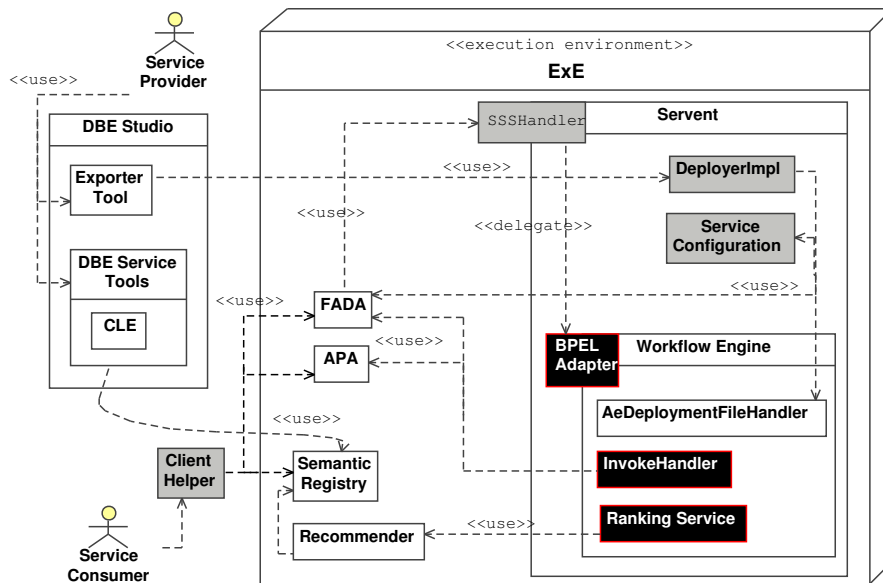 <<execution environment>>
ExE
Service
Provider
<<use>>
DBE Studio
SSSHandler
Servent
Exporter
Tool
<<use>>
DeployerImpl
<<use>>
<<delegate>>
Service
Configuration
DBE Service
Tools
<<use>>
<<use>>
CLE
FADA
<<use>>
APA
BPEL
Adapter
Workflow Engine
AeDeploymentFileHandler
<<use>>
Client
Helper
Semantic
Registry
InvokeHandler
Ranking Service
<<use>>
Recommender
Service
Consumer